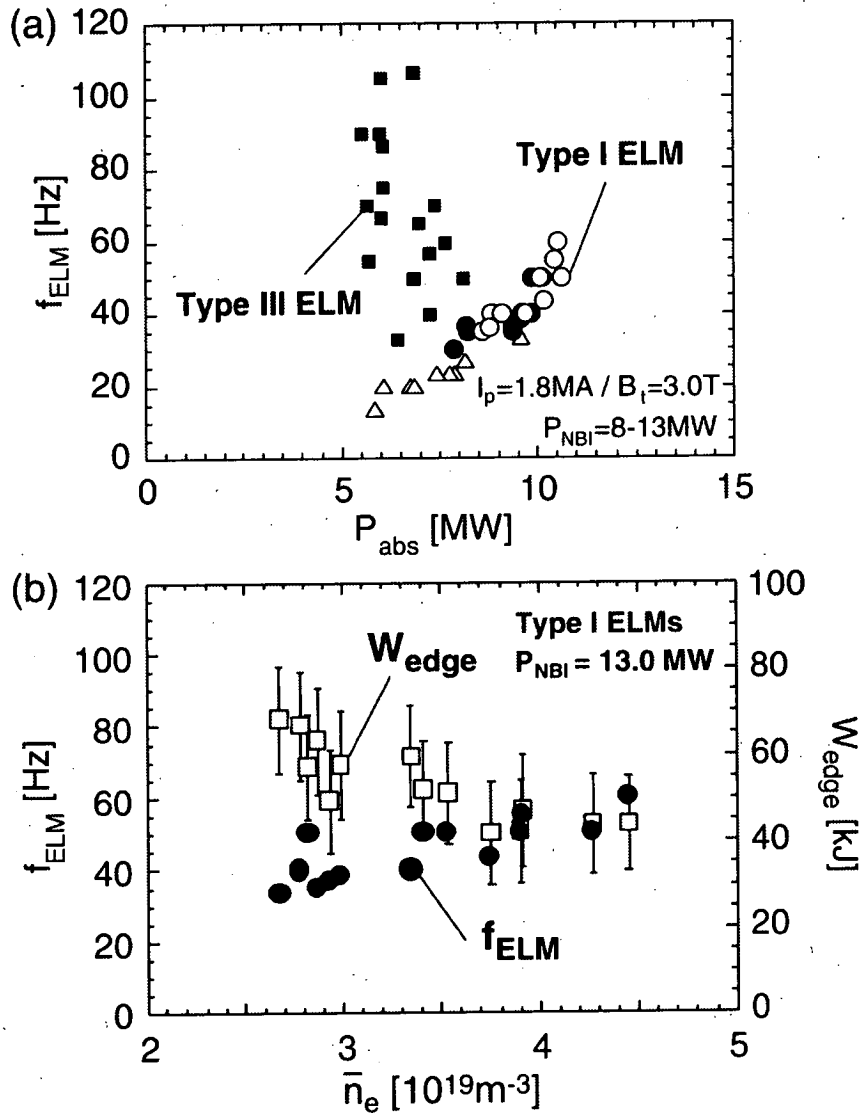 (a)
120
100
80
60
40
20
0
f_ELM [Hz]
Type I ELM
Type III ELM
I_p=1.8MA / B_t=3.0T
P_NBI=8-13MW
0 5 10 15
P_abs [MW]
(b)
120
100
80
60
40
20
0
f_ELM [Hz]
W_edge
Type I ELMs
P_NBI = 13.0 MW
f_ELM
100
80
60
40
20
0
W_edge [kJ]
2 3 4 5
n̄_e [10^19 m^-3]